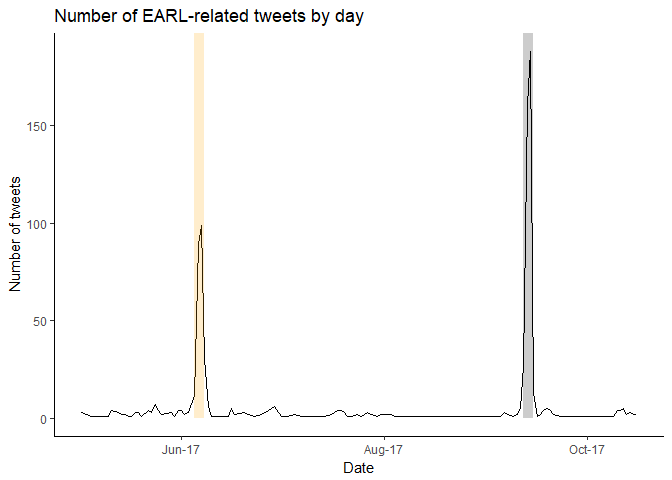 Number of EARL-related tweets by day
Number of tweets
150
100
50
0
Jun-17
Aug-17
Oct-17
Date